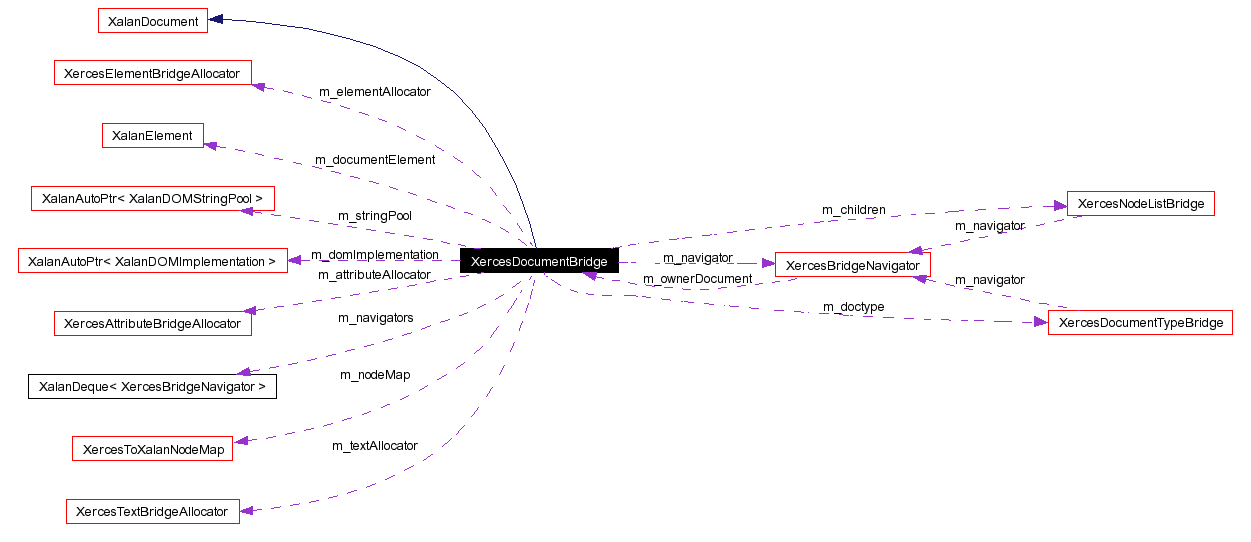 XalanDocument
XercesElementBridgeAllocator
m_elementAllocator
XalanElement
m_documentElement
XalanAutoPtr< XalanDOMStringPool >
m_stringPool
m_children
XercesNodeListBridge
m_navigator
XalanAutoPtr< XalanDOMImplementation >
m_domImplementation
XercesDocumentBridge
m_navigator
XercesBridgeNavigator
m_attributeAllocator
m_ownerDocument
m_navigator
XercesAttributeBridgeAllocator
m_navigators
m_doctype
XercesDocumentTypeBridge
XalanDeque< XercesBridgeNavigator >
m_nodeMap
XercesToXalanNodeMap
m_textAllocator
XercesTextBridgeAllocator